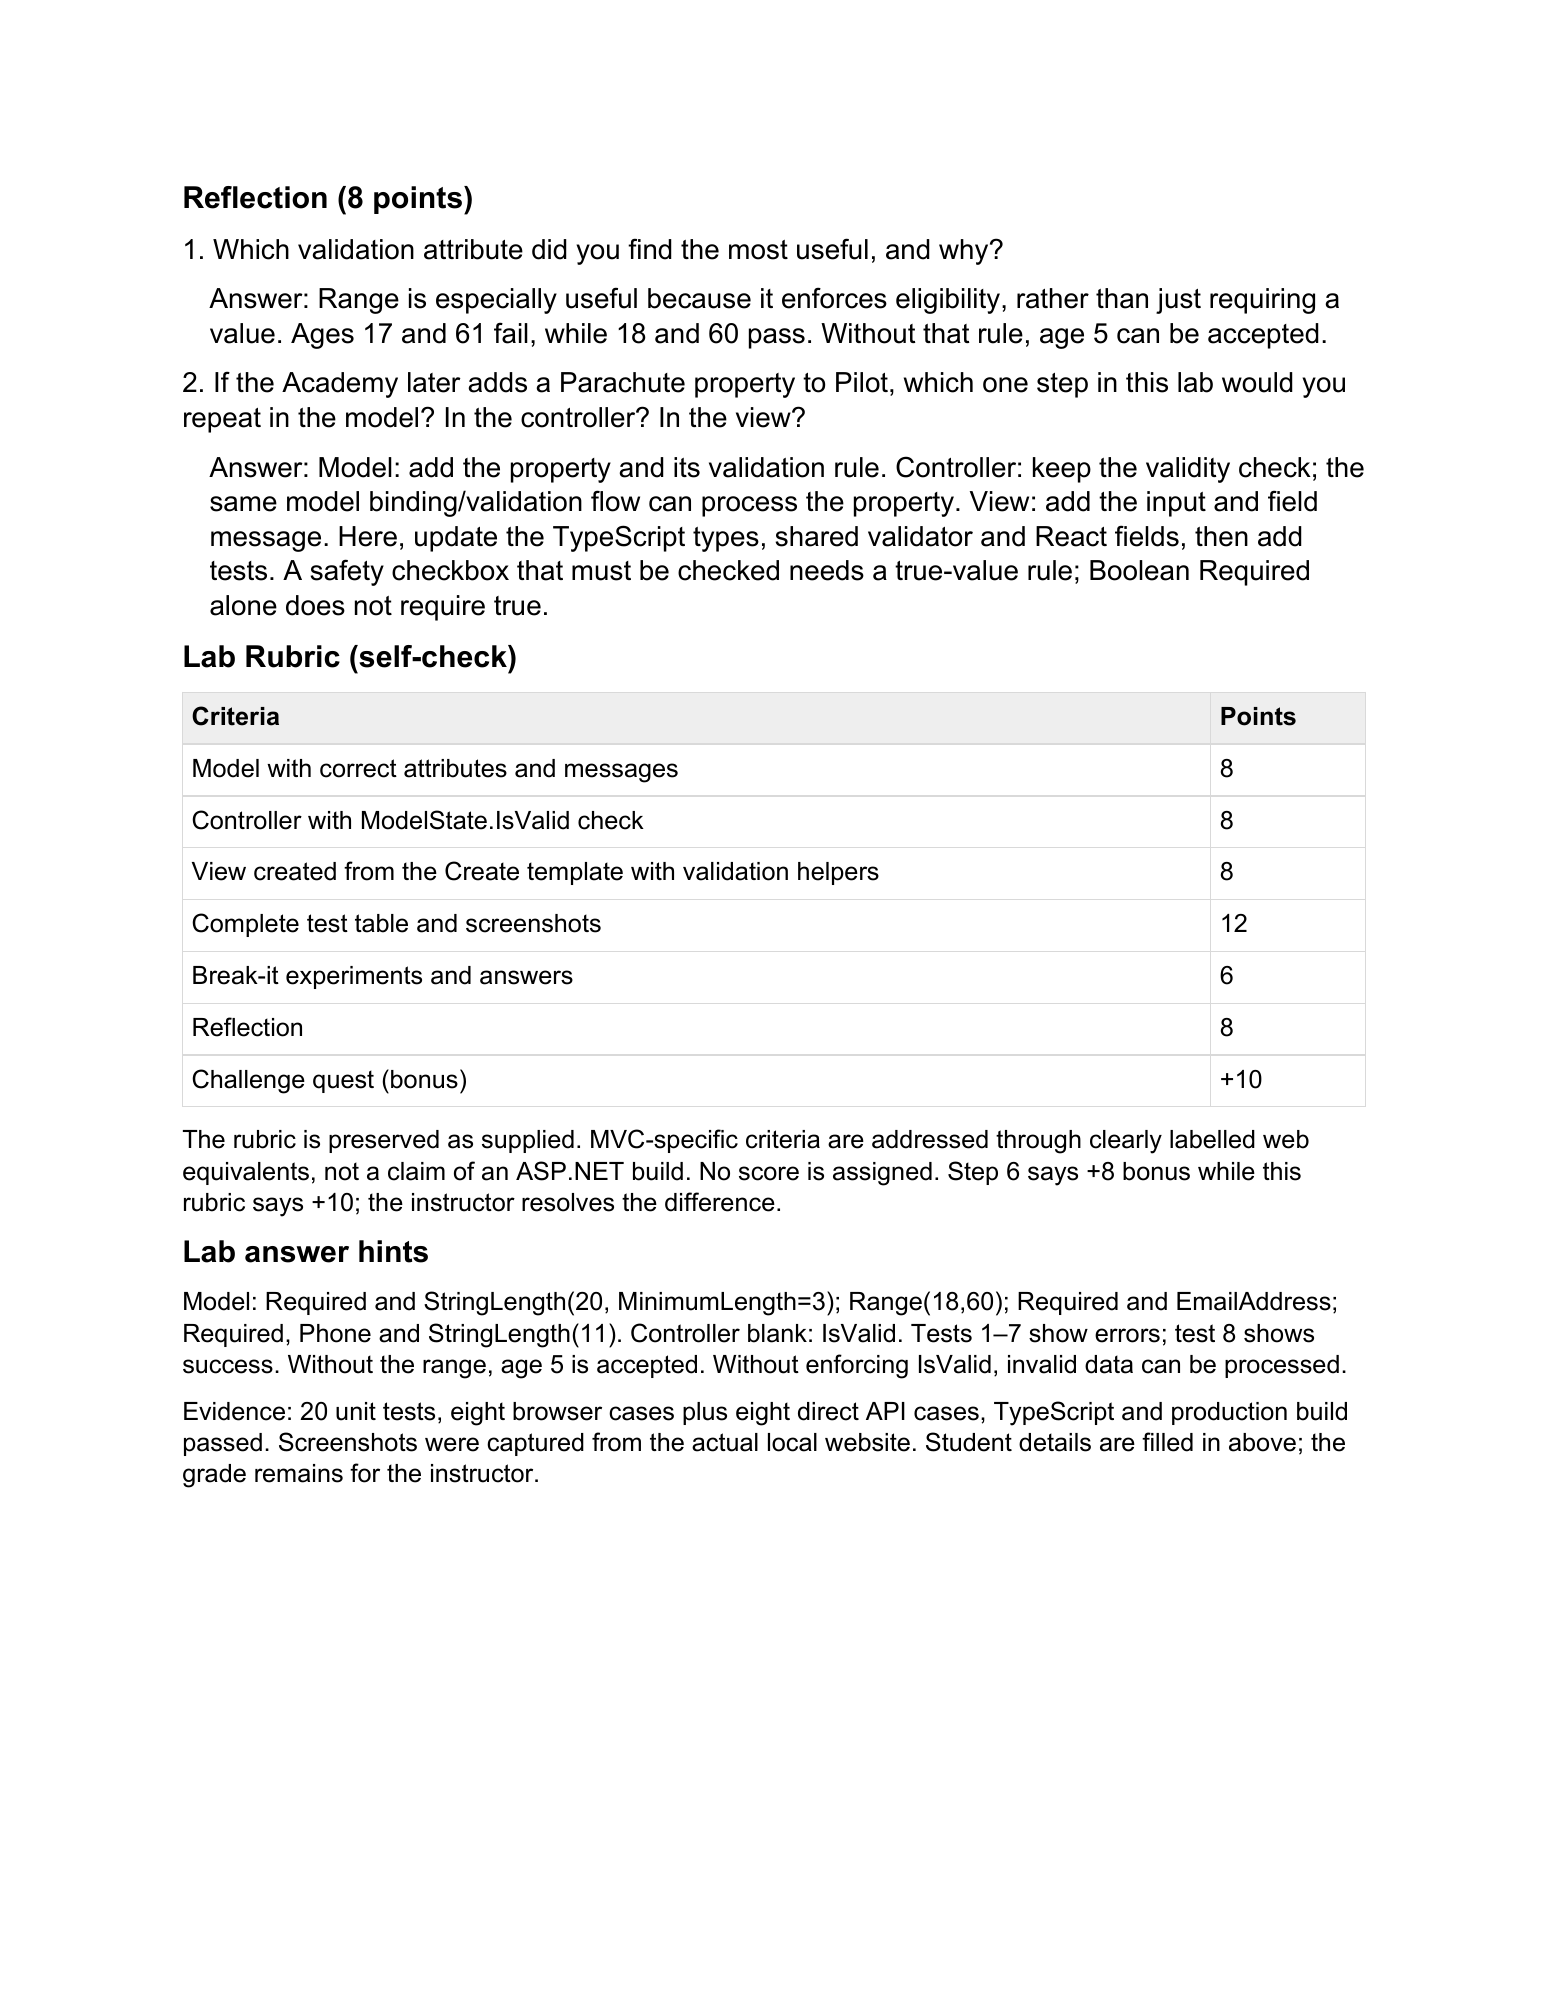 Reflection (8 points)
1. Which validation attribute did you find the most useful, and why?
Answer: Range is especially useful because it enforces eligibility, rather than just requiring a
value. Ages 17 and 61 fail, while 18 and 60 pass. Without that rule, age 5 can be accepted.
2. If the Academy later adds a Parachute property to Pilot, which one step in this lab would you
repeat in the model? In the controller? In the view?
Answer: Model: add the property and its validation rule. Controller: keep the validity check; the
same model binding/validation flow can process the property. View: add the input and field
message. Here, update the TypeScript types, shared validator and React fields, then add
tests. A safety checkbox that must be checked needs a true-value rule; Boolean Required
alone does not require true.
Lab Rubric (self-check)
Criteria Points
Model with correct attributes and messages 8
Controller with ModelState.IsValid check 8
View created from the Create template with validation helpers 8
Complete test table and screenshots 12
Break-it experiments and answers 6
Reflection 8
Challenge quest (bonus) +10
The rubric is preserved as supplied. MVC-specific criteria are addressed through clearly labelled web
equivalents, not a claim of an ASP.NET build. No score is assigned. Step 6 says +8 bonus while this
rubric says +10; the instructor resolves the difference.
Lab answer hints
Model: Required and StringLength(20, MinimumLength=3); Range(18,60); Required and EmailAddress;
Required, Phone and StringLength(11). Controller blank: IsValid. Tests 1–7 show errors; test 8 shows
success. Without the range, age 5 is accepted. Without enforcing IsValid, invalid data can be processed.
Evidence: 20 unit tests, eight browser cases plus eight direct API cases, TypeScript and production build
passed. Screenshots were captured from the actual local website. Student details are filled in above; the
grade remains for the instructor.